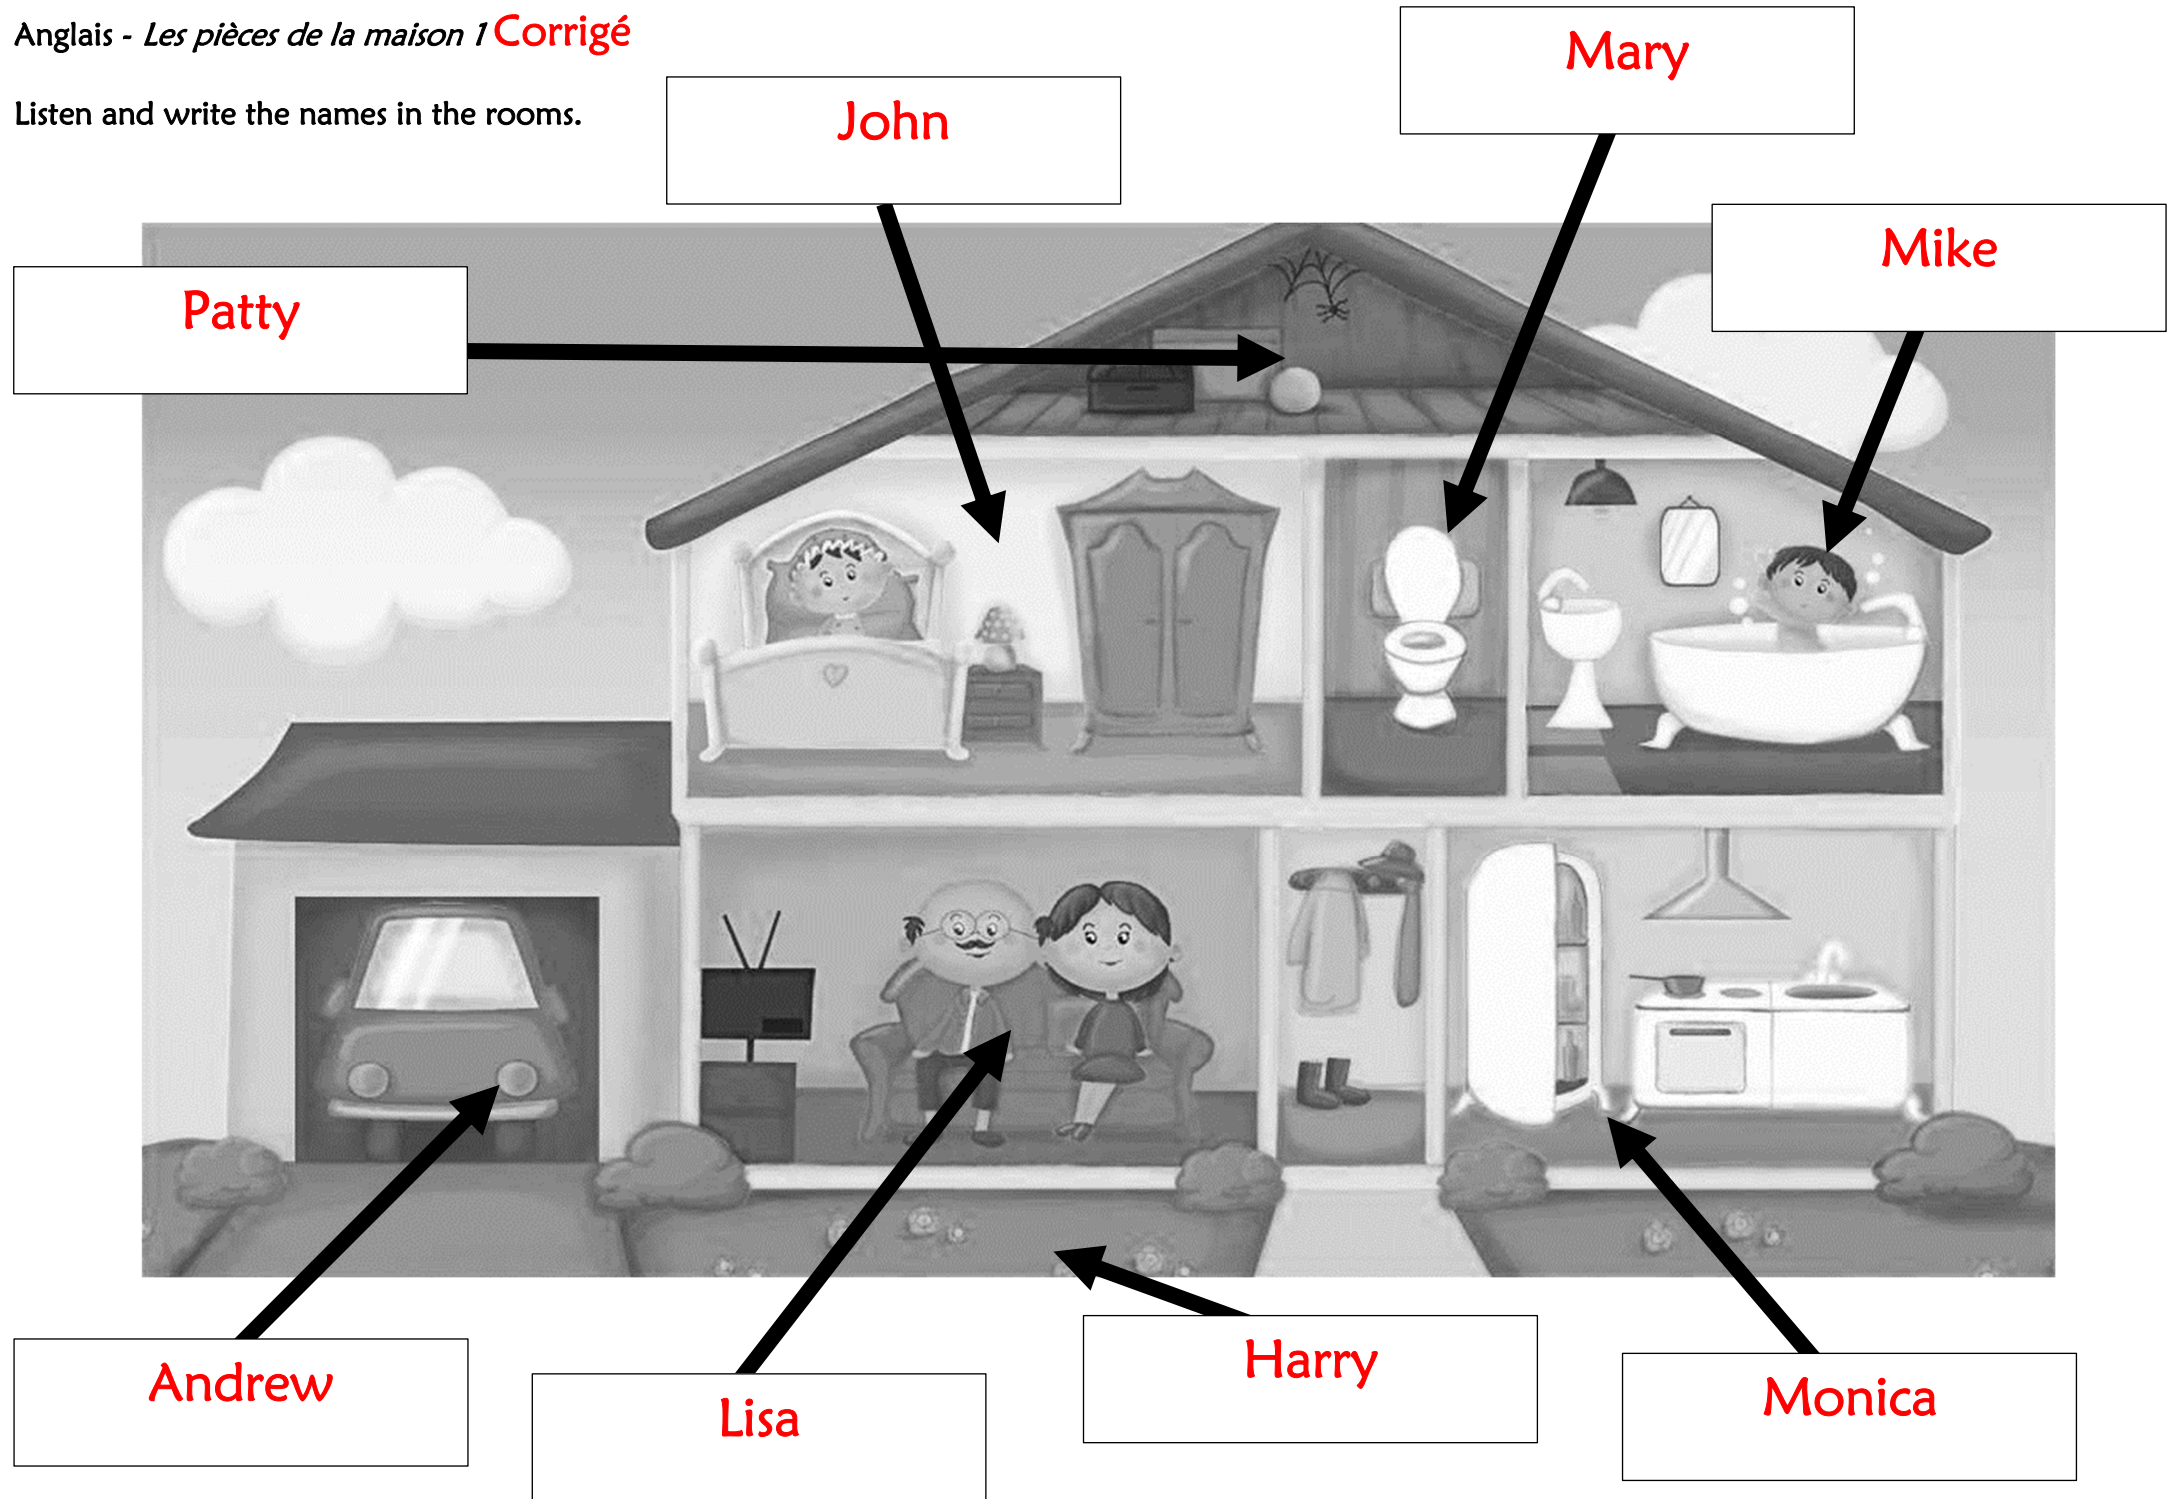 Anglais - Les pièces de la maison 1 Corrigé
Listen and write the names in the rooms.
Mary
John
Mike
Patty
Andrew
Lisa
Harry
Monica